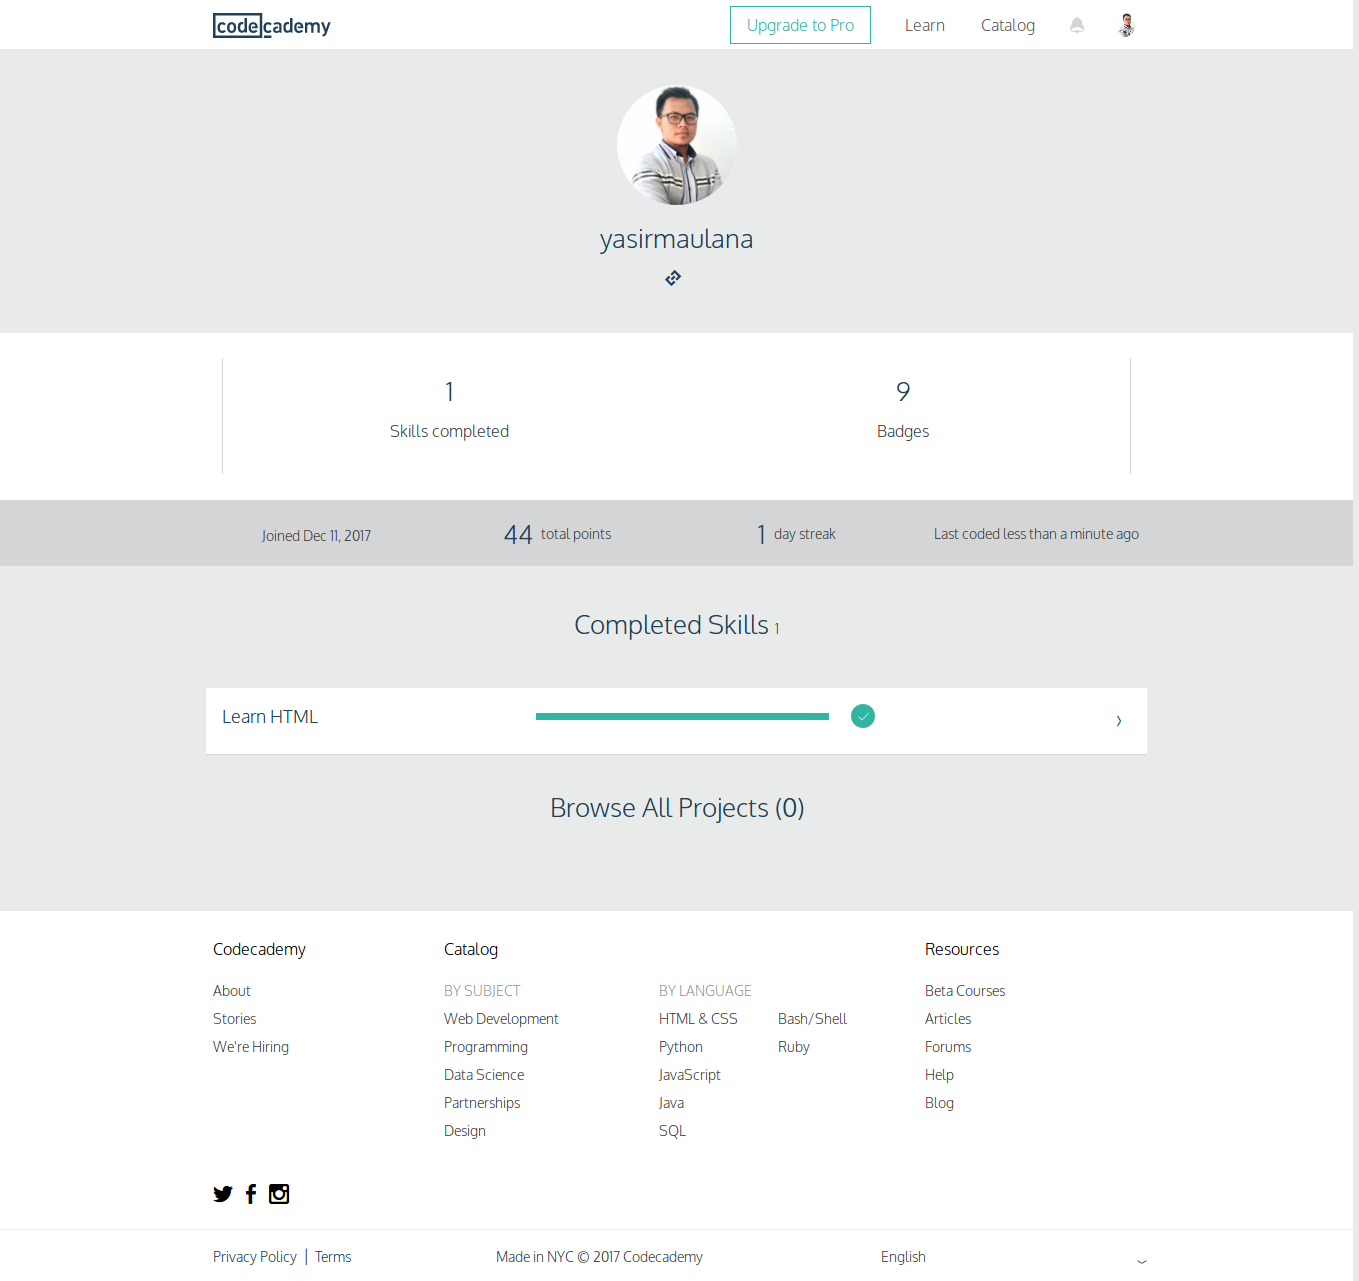 codecademy
Upgrade to Pro
Learn
Catalog
yasirmaulana
1
Skills completed
9
Badges
Joined Dec 11, 2017
44 total points
1 day streak
Last coded less than a minute ago
Completed Skills 1
Learn HTML
Browse All Projects (0)
Codecademy
About
Stories
We're Hiring
Catalog
BY SUBJECT
Web Development
Programming
Data Science
Partnerships
Design
BY LANGUAGE
HTML & CSS
Python
JavaScript
Java
SQL
Bash/Shell
Ruby
Resources
Beta Courses
Articles
Forums
Help
Blog
Privacy Policy | Terms
Made in NYC © 2017 Codecademy
English